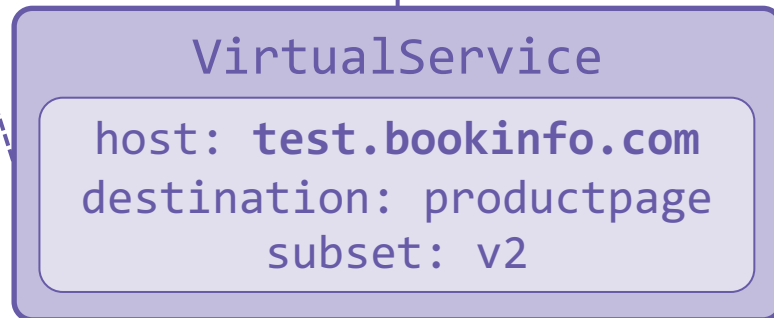 VirtualService
host: test.bookinfo.com
destination: productpage
subset: v2